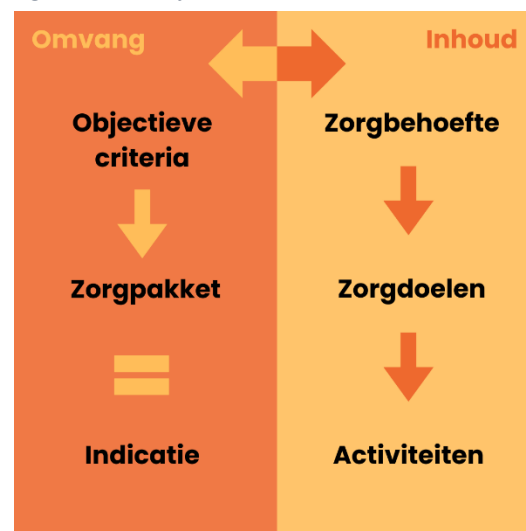 Omvang
Objectieve
criteria
Zorgpakket
Indicatie
Inhoud
Zorgbehoefte
Zorgdoelen
Activiteiten